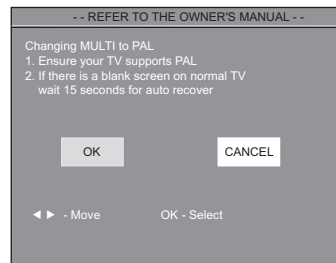 - - REFER TO THE OWNER'S MANUAL - -
Changing MULTI to PAL
1. Ensure your TV supports PAL
2. If there is a blank screen on normal TV
wait 15 seconds for auto recover
OK CANCEL
◀ ▶ - Move OK - Select